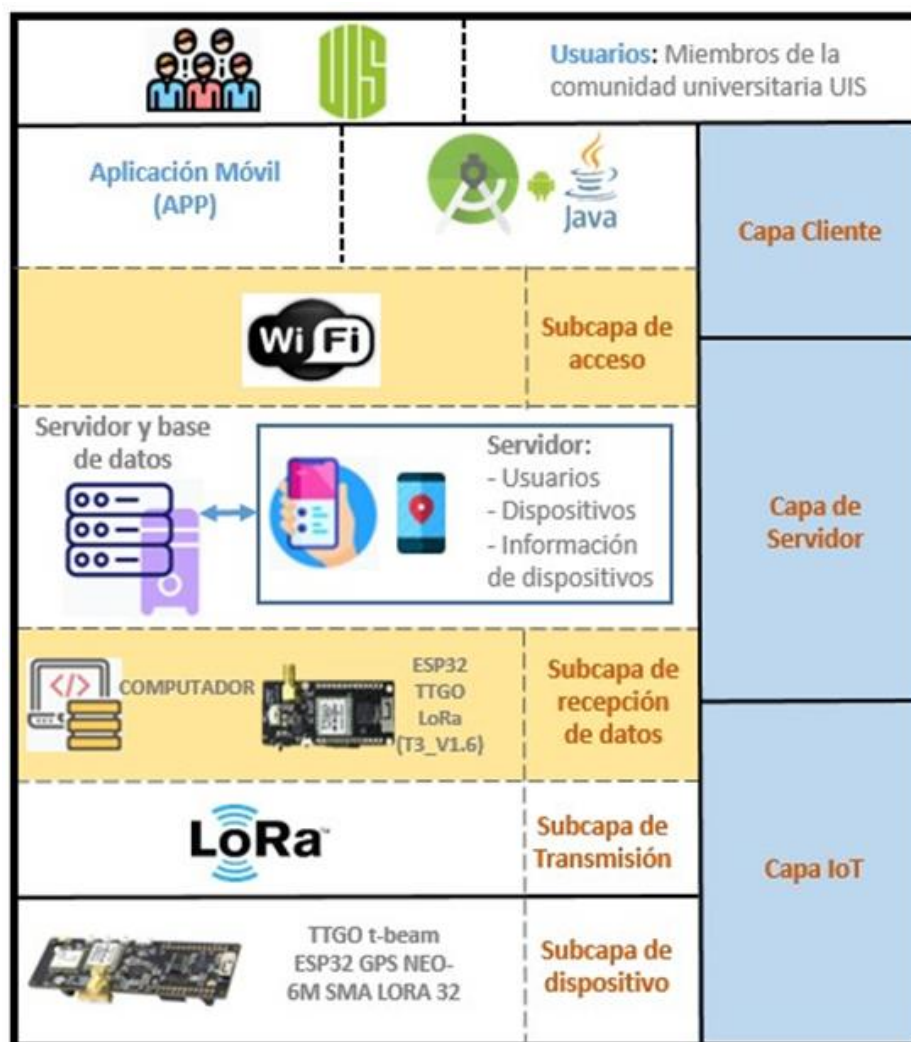 UIS
Usuarios: Miembros de la
comunidad universitaria UIS
Aplicación Móvil
(APP)
Java
Capa Cliente
Wi Fi
Subcapa de
acceso
Servidor y base
de datos
Servidor:
- Usuarios
- Dispositivos
- Información
de dispositivos
Capa de
Servidor
</>
COMPUTADOR
ESP32
TTGO
LoRa
(T3_V1.6)
Subcapa de
recepción
de datos
LoRa™
Subcapa de
Transmisión
Capa IoT
TTGO t-beam
ESP32 GPS NEO-
6M SMA LORA 32
Subcapa de
dispositivo